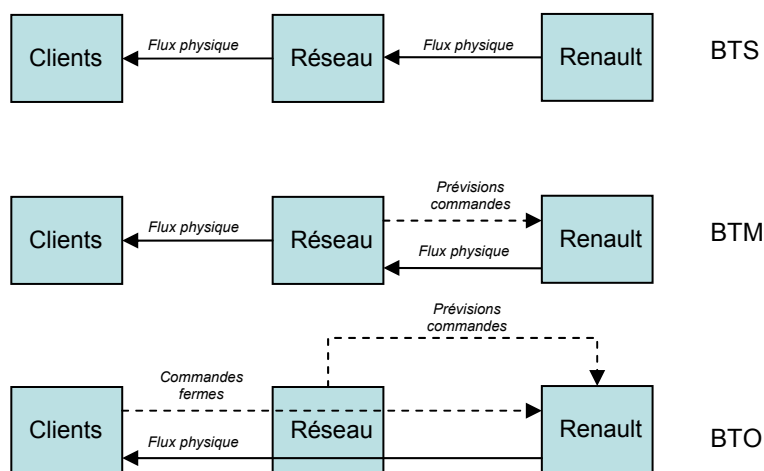 Clients
Flux physique
Réseau
Flux physique
Renault
BTS
Prévisions
commandes
Clients
Flux physique
Réseau
Flux physique
Renault
BTM
Prévisions
commandes
Commandes
fermes
Clients
Flux physique
Réseau
Renault
BTO